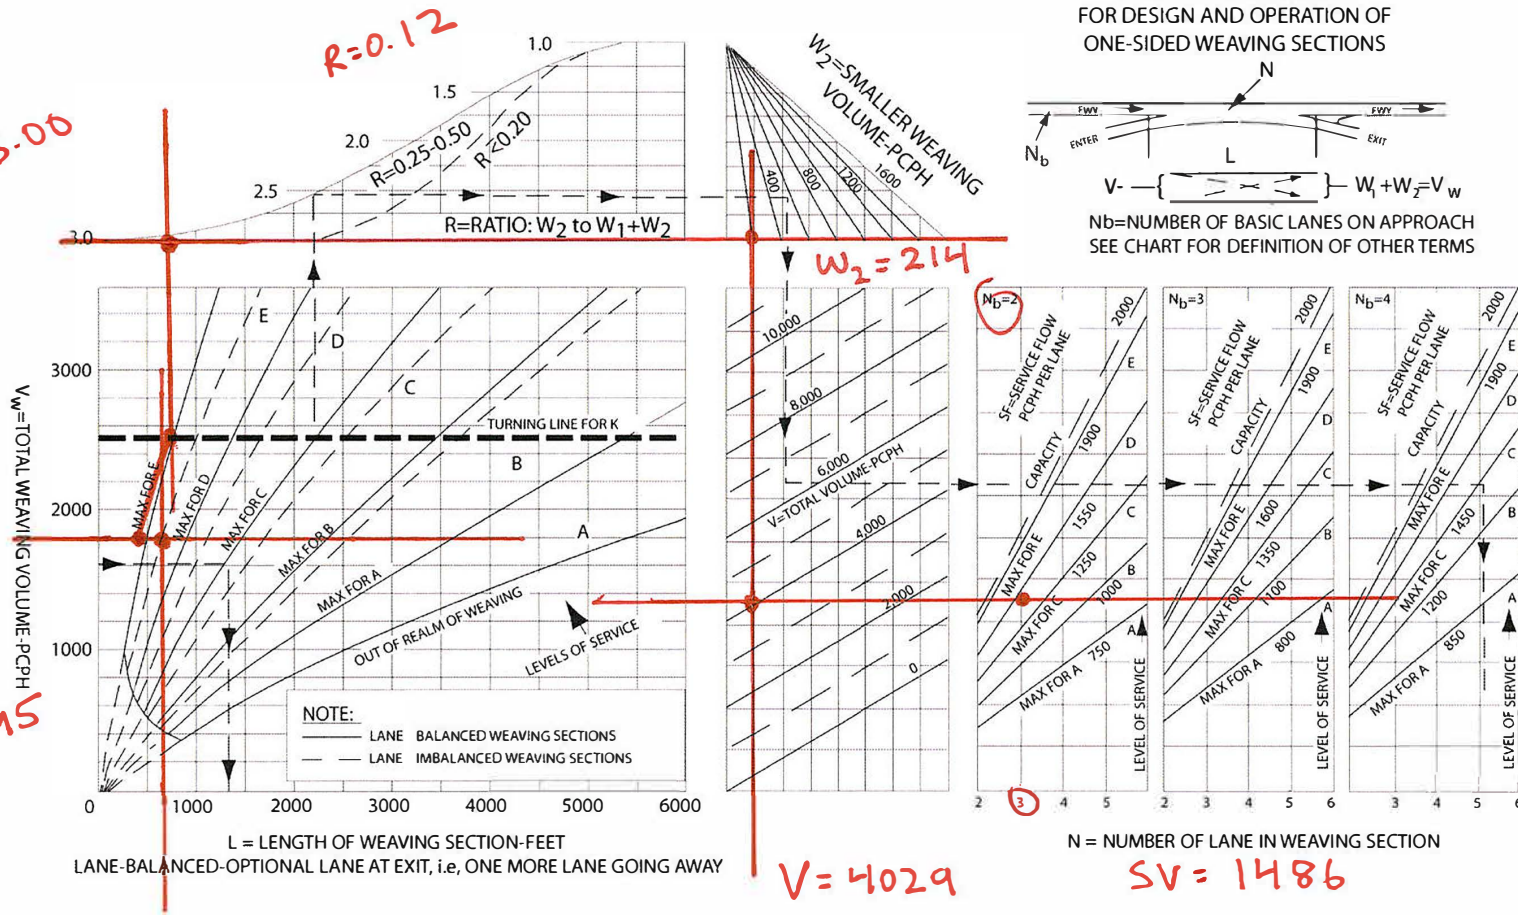 FOR DESIGN AND OPERATION OF
ONE-SIDED WEAVING SECTIONS
R=0.12
1.0
1.5
2.0
2.5
3.0
R=0.25-0.50
R<0.20
R=RATIO: W2 to W1+W2
W2=SMALLER WEAVING
VOLUME-PCPH
400
800
1200
1600
W2=214
N
FWY
FWY
ENTER
EXIT
Nb
L
V-
W1+W2=VW
Nb=NUMBER OF BASIC LANES ON APPROACH
SEE CHART FOR DEFINITION OF OTHER TERMS
VW=TOTAL WEAVING VOLUME-PCPH
3000
2000
1000
0
E
D
C
B
A
TURNING LINE FOR K
MAX FOR E
MAX FOR D
MAX FOR C
MAX FOR B
MAX FOR A
OUT OF REALM OF WEAVING
LEVELS OF SERVICE
NOTE:
LANE BALANCED WEAVING SECTIONS
LANE IMBALANCED WEAVING SECTIONS
1000
2000
3000
4000
5000
6000
L = LENGTH OF WEAVING SECTION-FEET
LANE-BALANCED-OPTIONAL LANE AT EXIT, i.e, ONE MORE LANE GOING AWAY
10,000
8,000
6,000
V=TOTAL VOLUME-PCPH
4,000
2,000
0
V=4029
Nb=2
SF=SERVICE FLOW
PCPH PER LANE
2000
E
CAPACITY
1900
D
1550
C
MAX FOR E
1250
B
1000
MAX FOR C
A
750
MAX FOR A
LEVEL OF SERVICE
2
3
4
5
Nb=3
SF=SERVICE FLOW
PCPH PER LANE
2000
E
1900
CAPACITY
D
1600
C
MAX FOR E
1350
B
1100
MAX FOR C
A
800
MAX FOR A
LEVEL OF SERVICE
2
3
4
5
6
Nb=4
SF=SERVICE FLOW
PCPH PER LANE
2000
E
1900
CAPACITY
D
C
MAX FOR E
1450
B
MAX FOR C
1200
A
850
MAX FOR A
LEVEL OF SERVICE
3
4
5
6
N = NUMBER OF LANE IN WEAVING SECTION
SV=1486